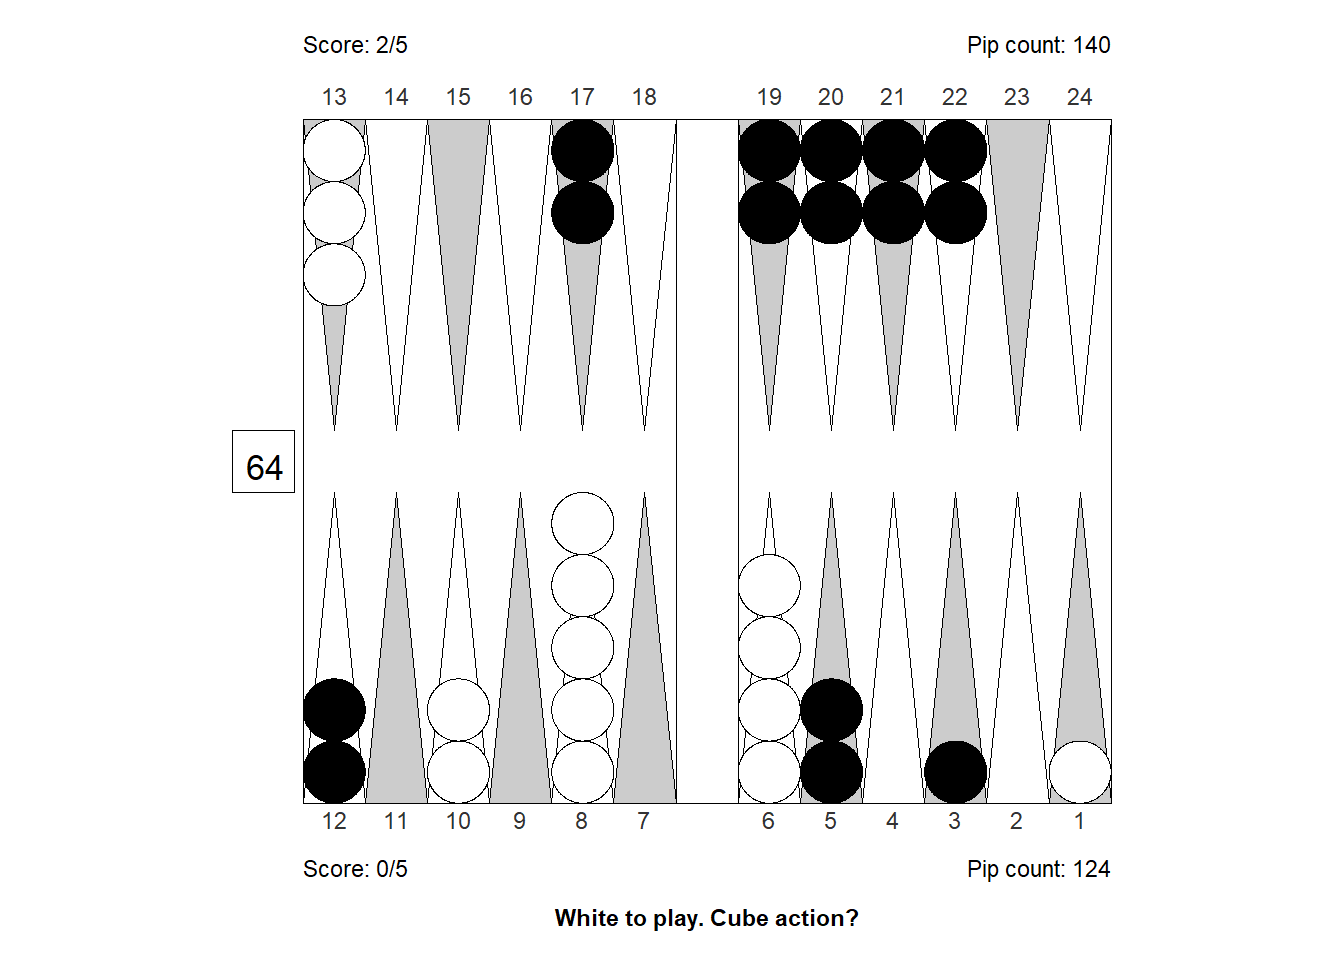 Score: 2/5 Pip count: 140
13 14 15 16 17 18 19 20 21 22 23 24
64
12 11 10 9 8 7 6 5 4 3 2 1
Score: 0/5 Pip count: 124
White to play. Cube action?